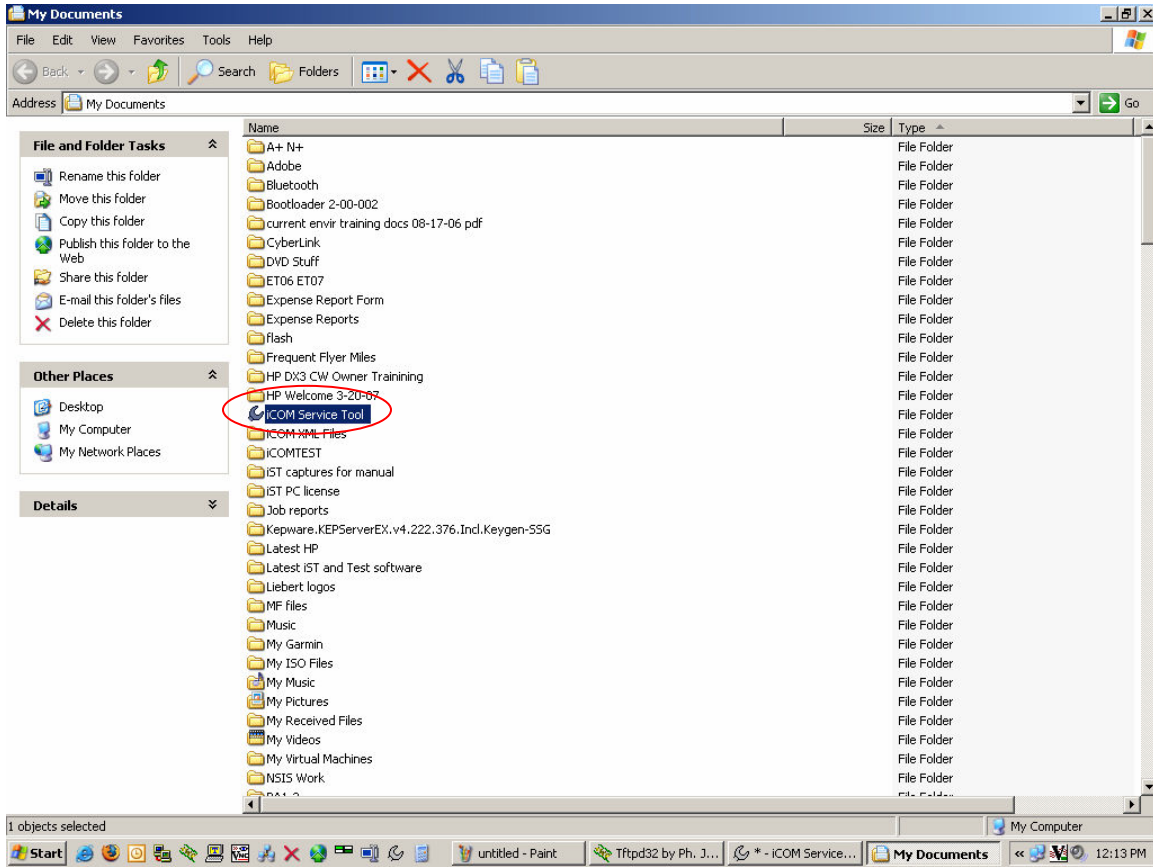 My Documents
File Edit View Favorites Tools Help
Back Search Folders
Address My Documents Go
File and Folder Tasks
Rename this folder
Move this folder
Copy this folder
Publish this folder to the
Web
Share this folder
E-mail this folder's files
Delete this folder
Other Places
Desktop
My Computer
My Network Places
Details
Name Size Type
A+ N+ File Folder
Adobe File Folder
Bluetooth File Folder
Bootloader 2-00-002 File Folder
current envir training docs 08-17-06 pdf File Folder
CyberLink File Folder
DVD Stuff File Folder
ET06 ET07 File Folder
Expense Report Form File Folder
Expense Reports File Folder
flash File Folder
Frequent Flyer Miles File Folder
HP DX3 CW Owner Trainining File Folder
HP Welcome 3-20-07 File Folder
iCOM Service Tool File Folder
iCOM XML Files File Folder
iCOMTEST File Folder
iST captures for manual File Folder
iST PC license File Folder
Job reports File Folder
Kepware.KEPServerEX.v4.222.376.Incl.Keygen-SSG File Folder
Latest HP File Folder
Latest iST and Test software File Folder
Liebert logos File Folder
MF files File Folder
Music File Folder
My Garmin File Folder
My ISO Files File Folder
My Music File Folder
My Pictures File Folder
My Received Files File Folder
My Videos File Folder
My Virtual Machines File Folder
NSIS Work File Folder
File Folder
1 objects selected My Computer
Start untitled - Paint Tftpd32 by Ph. J... * - iCOM Service... My Documents 12:13 PM